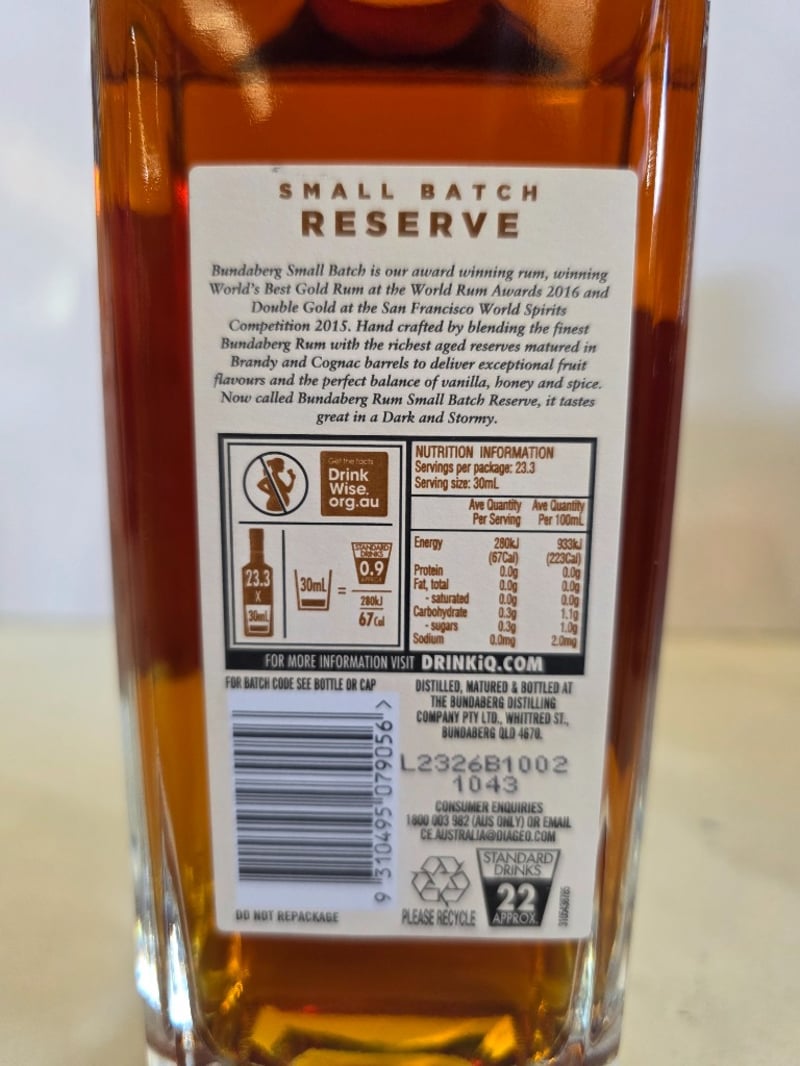 SMALL BATCH
RESERVE
Bundaberg Small Batch is our award winning rum, winning
World's Best Gold Rum at the World Rum Awards 2016 and
Double Gold at the San Francisco World Spirits
Competition 2015. Hand crafted by blending the finest
Bundaberg Rum with the richest aged reserves matured in
Brandy and Cognac barrels to deliver exceptional fruit
flavours and the perfect balance of vanilla, honey and spice.
Now called Bundaberg Rum Small Batch Reserve, it tastes
great in a Dark and Stormy.
Get the facts
Drink
Wise.
org.au
23.3
X
30mL
30mL
=
STANDARD
DRINKS
0.9
APPROX.
280kJ
67Cal
NUTRITION INFORMATION
Servings per package: 23.3
Serving size: 30mL
Ave Quantity Ave Quantity
Per Serving Per 100mL
Energy 280kJ 933kJ
(67Cal) (223Cal)
Protein 0.0g 0.0g
Fat, total 0.0g 0.0g
- saturated 0.0g 0.0g
Carbohydrate 0.3g 1.1g
- sugars 0.3g 1.0g
Sodium 0.0mg 2.0mg
FOR MORE INFORMATION VISIT DRINKiQ.COM
FOR BATCH CODE SEE BOTTLE OR CAP
9 310495 079056 >
DO NOT REPACKAGE
DISTILLED, MATURED & BOTTLED AT
THE BUNDABERG DISTILLING
COMPANY PTY LTD., WHITTRED ST.,
BUNDABERG QLD 4670.
L2326B1002
1043
CONSUMER ENQUIRIES
1800 003 982 (AUS ONLY) OR EMAIL
CE.AUSTRALIA@DIAGEO.COM
PLEASE RECYCLE
STANDARD
DRINKS
22
APPROX.